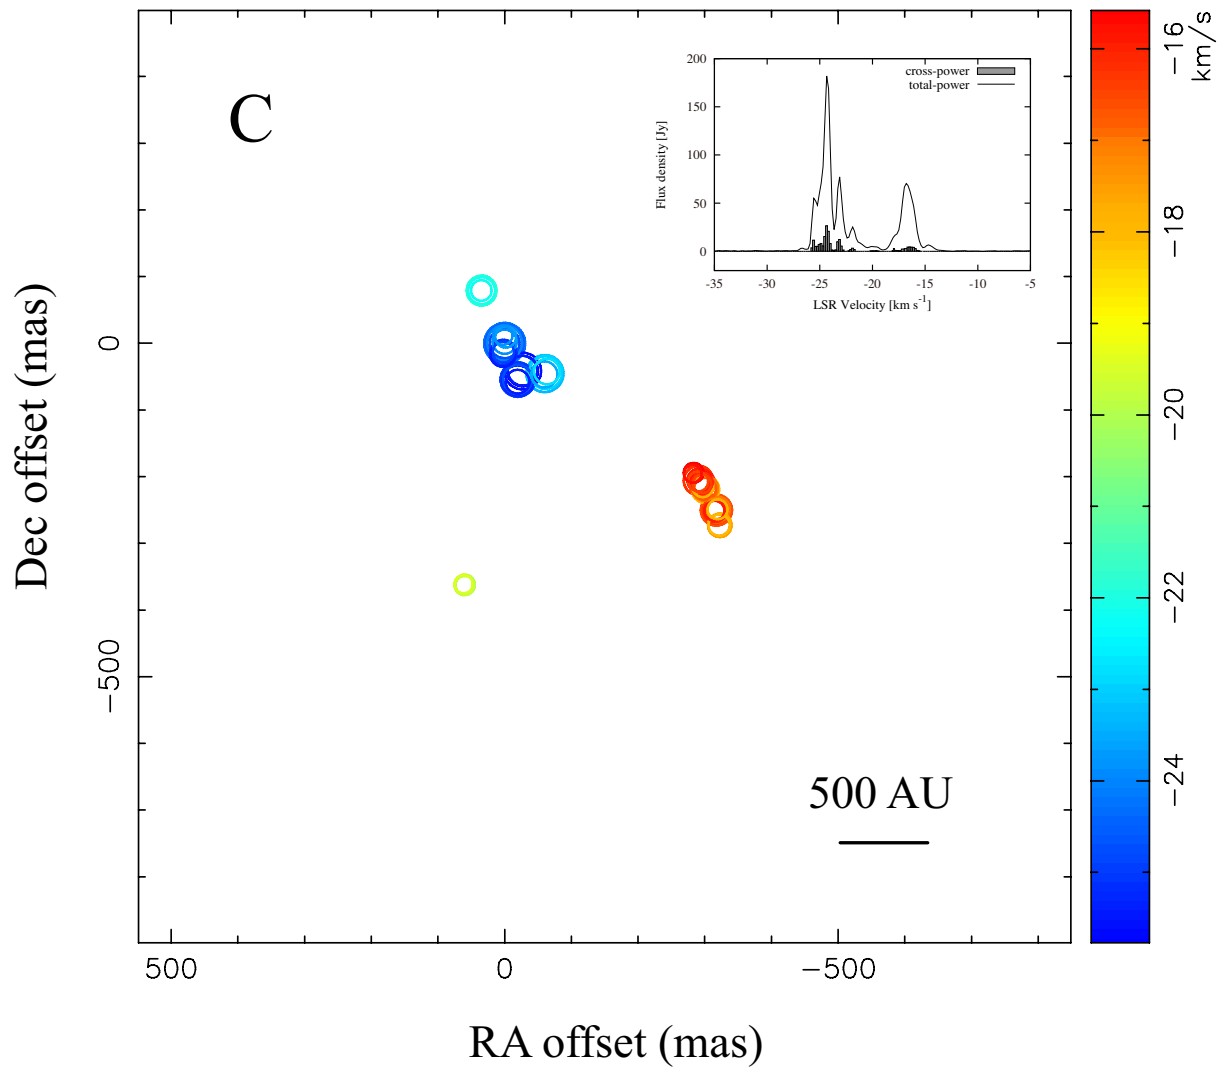 C
200
150
100
50
0
Flux density [Jy]
cross-power
total-power
-35 -30 -25 -20 -15 -10 -5
LSR Velocity [km s-1]
0
−500
Dec offset (mas)
500 AU
500 0 −500
RA offset (mas)
−16
−18
−20
−22
−24
km/s